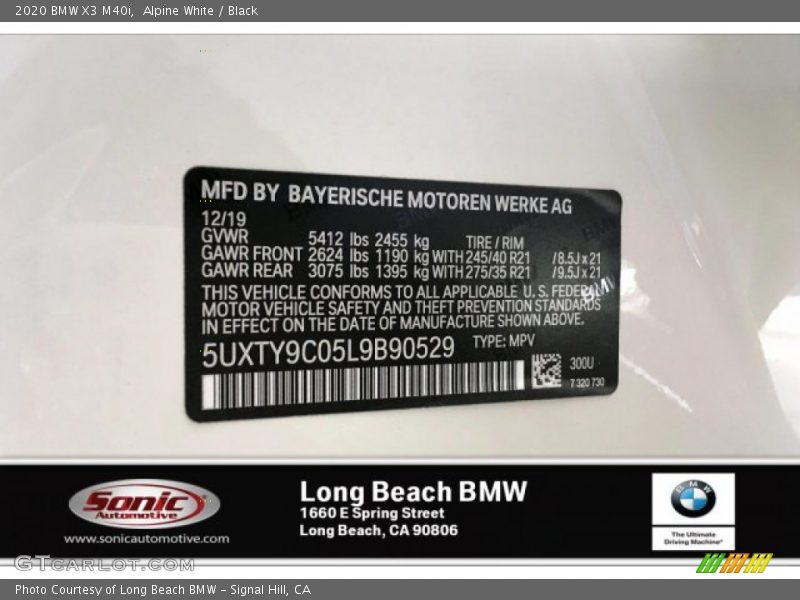 2020 BMW X3 M40i,  Alpine White / Black
MFD BY BAYERISCHE MOTOREN WERKE AG
12/19
GVWR 5412 lbs 2455 kg TIRE / RIM
GAWR FRONT 2624 lbs 1190 kg WITH 245/40 R21 /8.5J x 21
GAWR REAR 3075 lbs 1395 kg WITH 275/35 R21 /9.5J x 21
THIS VEHICLE CONFORMS TO ALL APPLICABLE U.S. FEDERAL
MOTOR VEHICLE SAFETY AND THEFT PREVENTION STANDARDS
IN EFFECT ON THE DATE OF MANUFACTURE SHOWN ABOVE.
5UXTY9C05L9B90529 TYPE: MPV
300U
7 320 730
Sonic
Automotive
www.sonicautomotive.com
Long Beach BMW
1660 E Spring Street
Long Beach, CA 90806
BMW
The Ultimate
Driving Machine®
GTcarlot.com
Photo Courtesy of Long Beach BMW – Signal Hill, CA